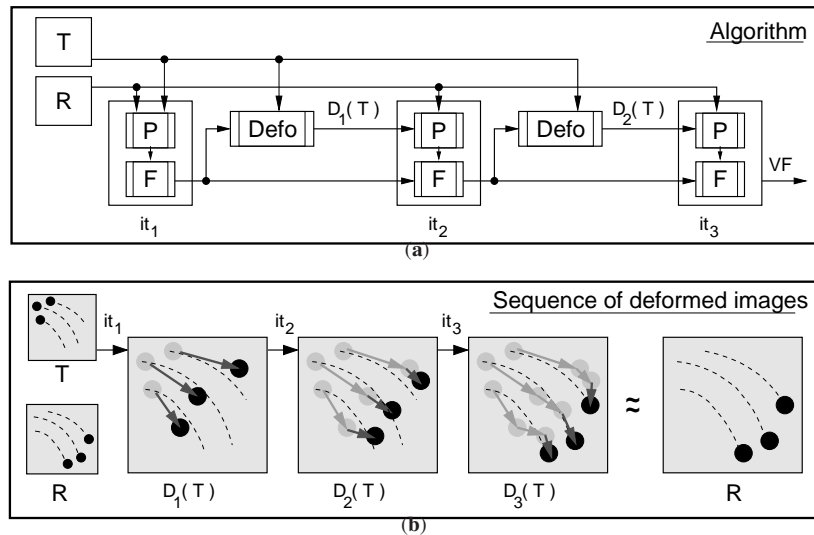 T
Algorithm
R
D₁(T)
D₂(T)
P
Defo
P
Defo
P
F
F
F
VF
it₁
it₂
it₃
(a)
Sequence of deformed images
it₁
it₂
it₃
T
≈
R
D₁(T)
D₂(T)
D₃(T)
R
(b)